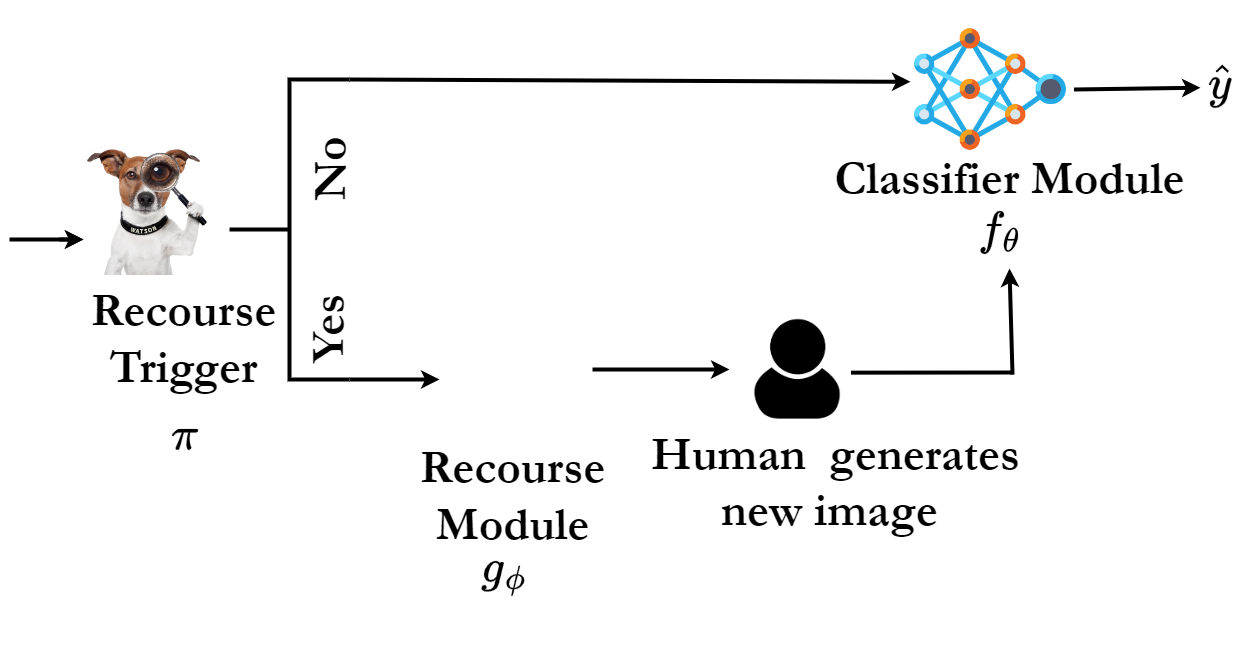 No
ŷ
Classifier Module
f_θ
WATSON
Recourse
Trigger
π
Yes
Recourse
Module
g_ϕ
Human generates
new image